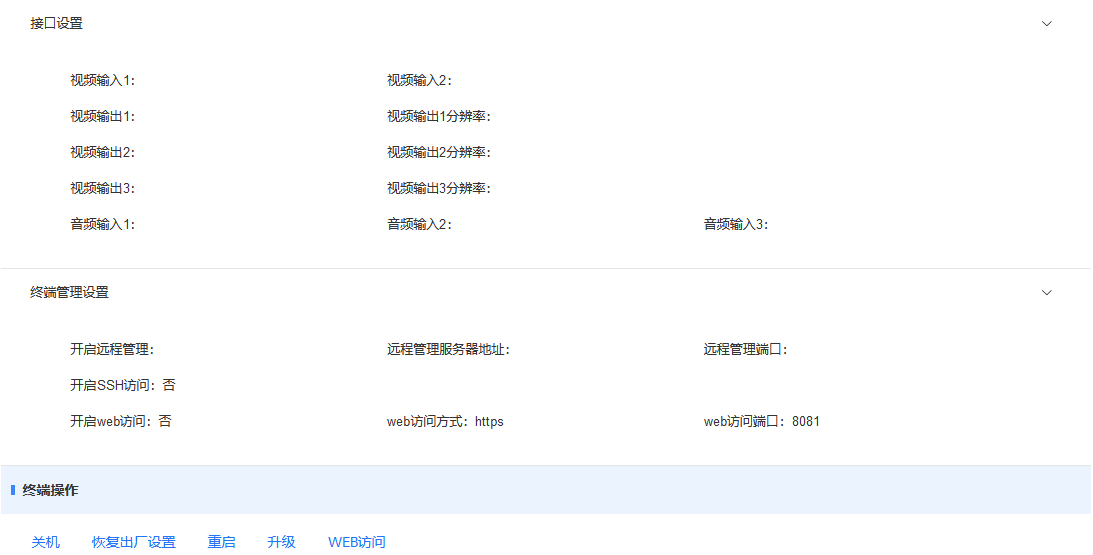 接口设置
视频输入1： 视频输入2：
视频输出1： 视频输出1分辨率：
视频输出2： 视频输出2分辨率：
视频输出3： 视频输出3分辨率：
音频输入1： 音频输入2： 音频输入3：
终端管理设置
开启远程管理： 远程管理服务器地址： 远程管理端口：
开启SSH访问：否
开启web访问：否 web访问方式：https web访问端口：8081
终端操作
关机 恢复出厂设置 重启 升级 WEB访问